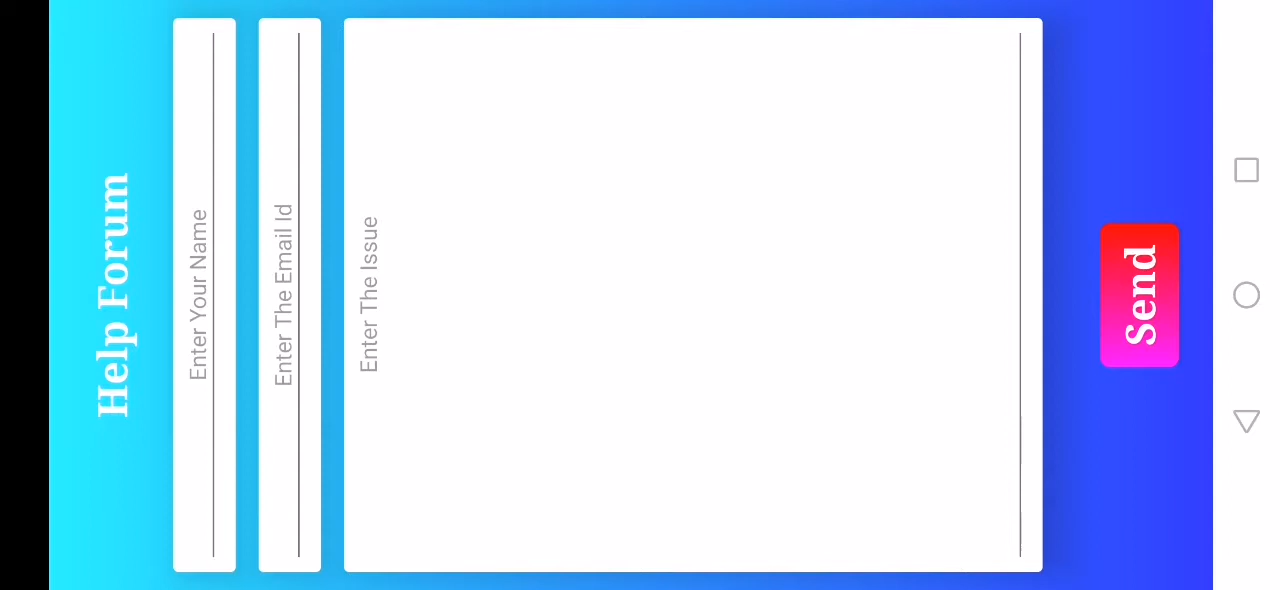 Help Forum
Enter Your Name
Enter The Email Id
Enter The Issue
Send